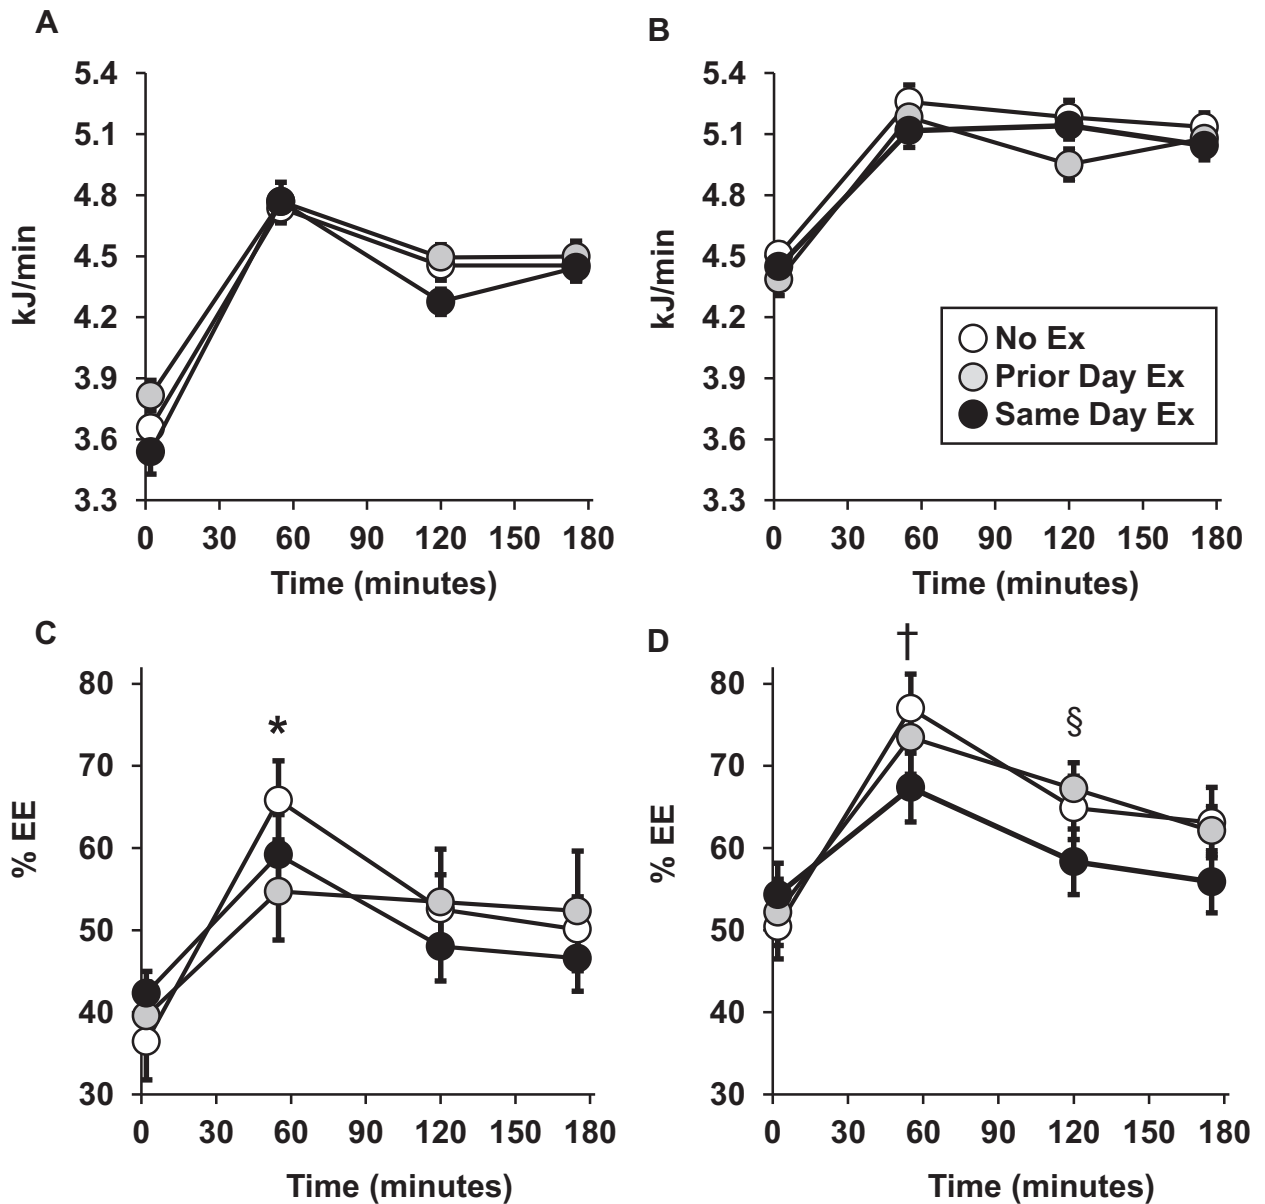 A
5.4
5.1
4.8
4.5
4.2
3.9
3.6
3.3
kJ/min
0 30 60 90 120 150 180
Time (minutes)
B
5.4
5.1
4.8
4.5
4.2
3.9
3.6
3.3
kJ/min
No Ex
Prior Day Ex
Same Day Ex
0 30 60 90 120 150 180
Time (minutes)
C
80
70
60
50
40
30
% EE
*
0 30 60 90 120 150 180
Time (minutes)
D
80
70
60
50
40
30
% EE
†
§
0 30 60 90 120 150 180
Time (minutes)